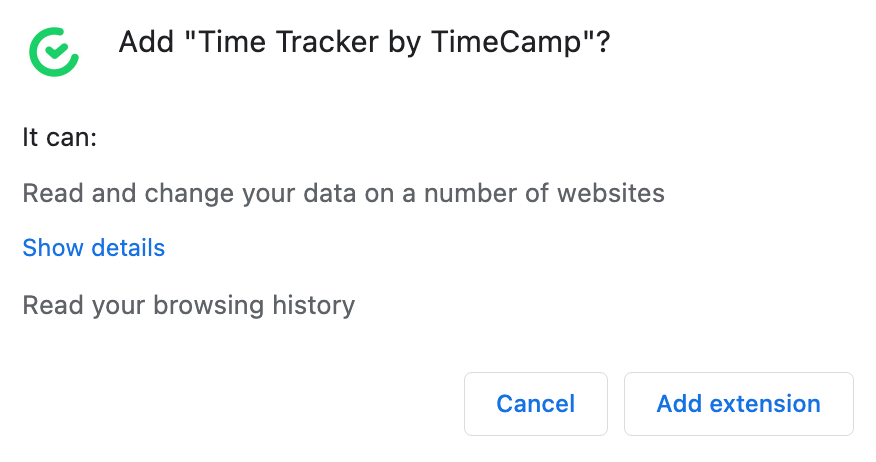 Add "Time Tracker by TimeCamp"?
It can:
Read and change your data on a number of websites
Show details
Read your browsing history
Cancel
Add extension